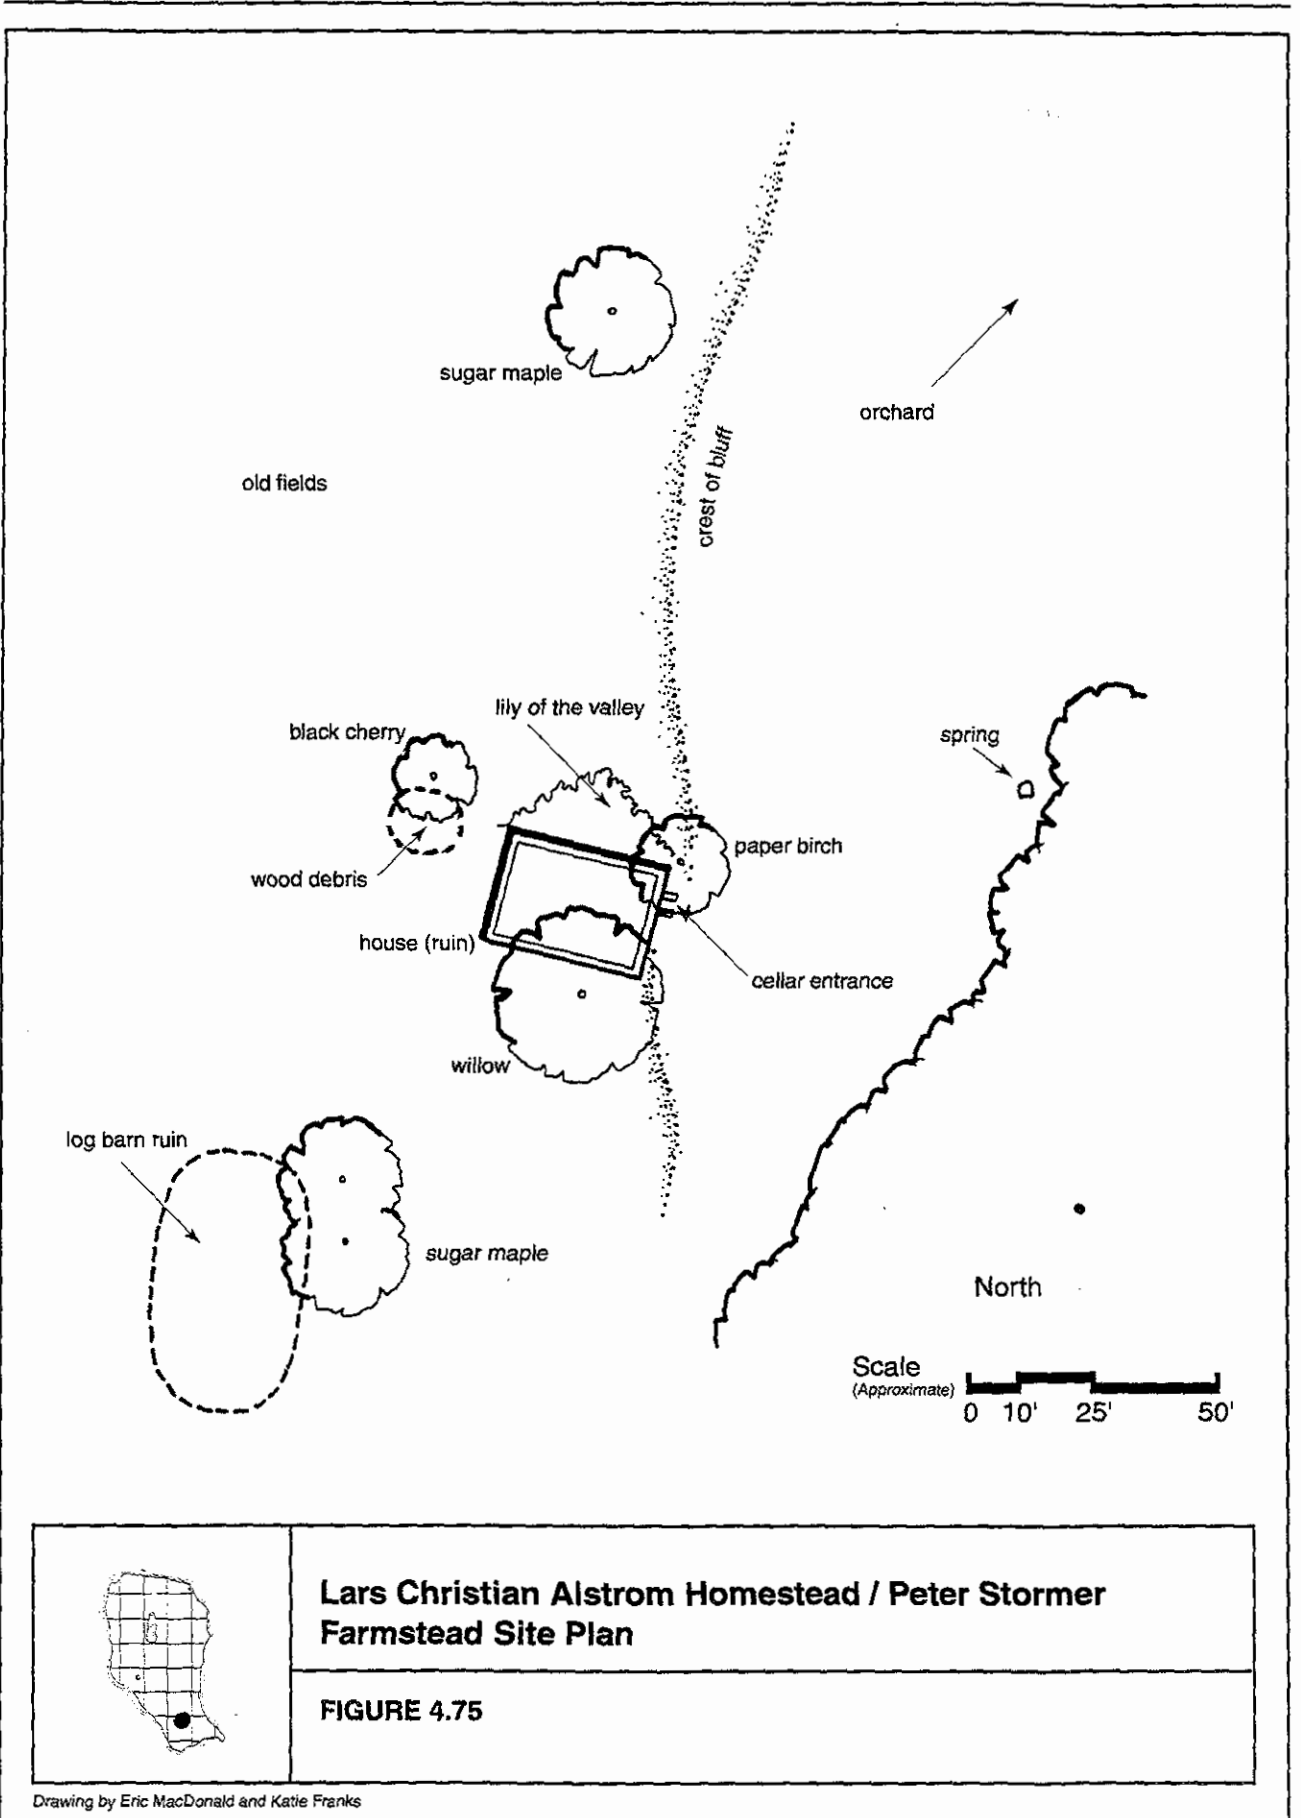 sugar maple
orchard
crest of bluff
old fields
lily of the valley
black cherry
spring
paper birch
wood debris
house (ruin)
cellar entrance
willow
log barn ruin
sugar maple
North
Scale
(Approximate)
0 10' 25' 50'
Lars Christian Alstrom Homestead / Peter Stormer
Farmstead Site Plan
FIGURE 4.75
Drawing by Eric MacDonald and Katie Franks